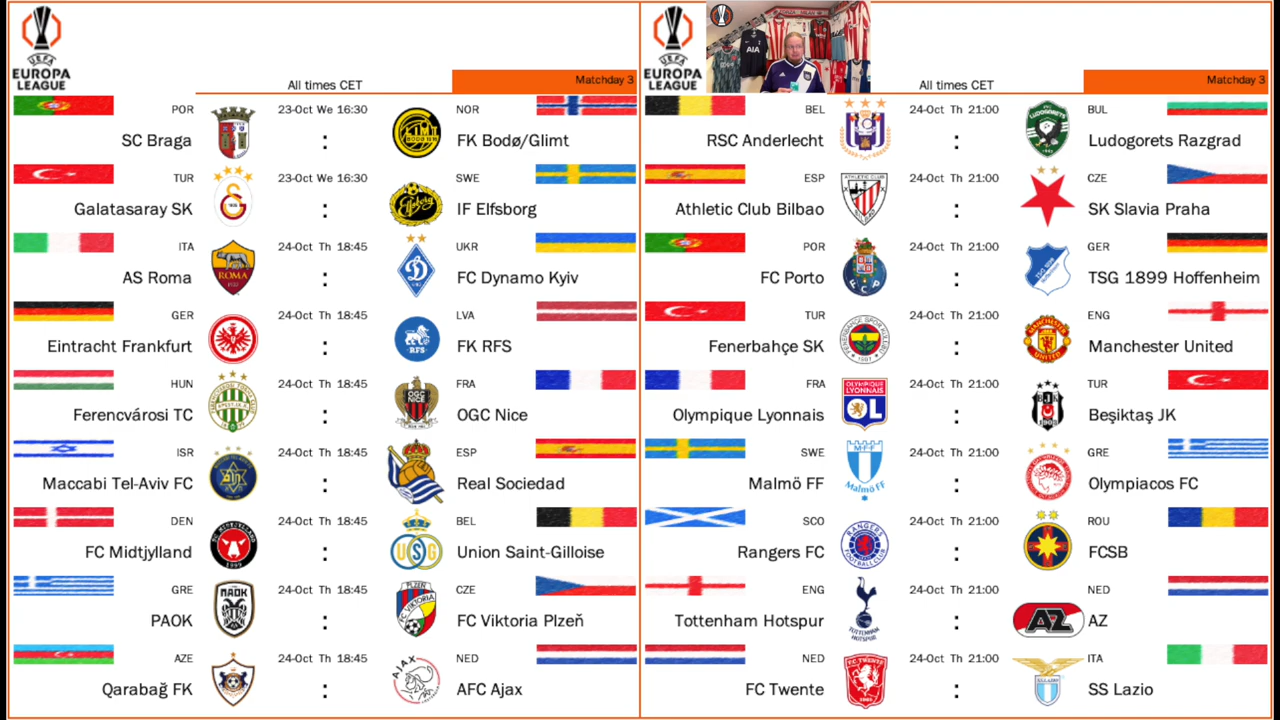 UEFA
EUROPA
LEAGUE
All times CET
Matchday 3
POR 23-Oct We 16:30 NOR
SC Braga : FK Bodø/Glimt
TUR 23-Oct We 16:30 SWE
Galatasaray SK : IF Elfsborg
ITA 24-Oct Th 18:45 UKR
AS Roma : FC Dynamo Kyiv
GER 24-Oct Th 18:45 LVA
Eintracht Frankfurt : FK RFS
HUN 24-Oct Th 18:45 FRA
Ferencvárosi TC : OGC Nice
ISR 24-Oct Th 18:45 ESP
Maccabi Tel-Aviv FC : Real Sociedad
DEN 24-Oct Th 18:45 BEL
FC Midtjylland : Union Saint-Gilloise
GRE 24-Oct Th 18:45 CZE
PAOK : FC Viktoria Plzeň
AZE 24-Oct Th 18:45 NED
Qarabağ FK : AFC Ajax
UEFA
EUROPA
LEAGUE
AIA
All times CET
Matchday 3
BEL 24-Oct Th 21:00 BUL
RSC Anderlecht : Ludogorets Razgrad
ESP 24-Oct Th 21:00 CZE
Athletic Club Bilbao : SK Slavia Praha
POR 24-Oct Th 21:00 GER
FC Porto : TSG 1899 Hoffenheim
TUR 24-Oct Th 21:00 ENG
Fenerbahçe SK : Manchester United
FRA 24-Oct Th 21:00 TUR
Olympique Lyonnais : Beşiktaş JK
SWE 24-Oct Th 21:00 GRE
Malmö FF : Olympiacos FC
SCO 24-Oct Th 21:00 ROU
Rangers FC : FCSB
ENG 24-Oct Th 21:00 NED
Tottenham Hotspur : AZ
NED 24-Oct Th 21:00 ITA
FC Twente : SS Lazio